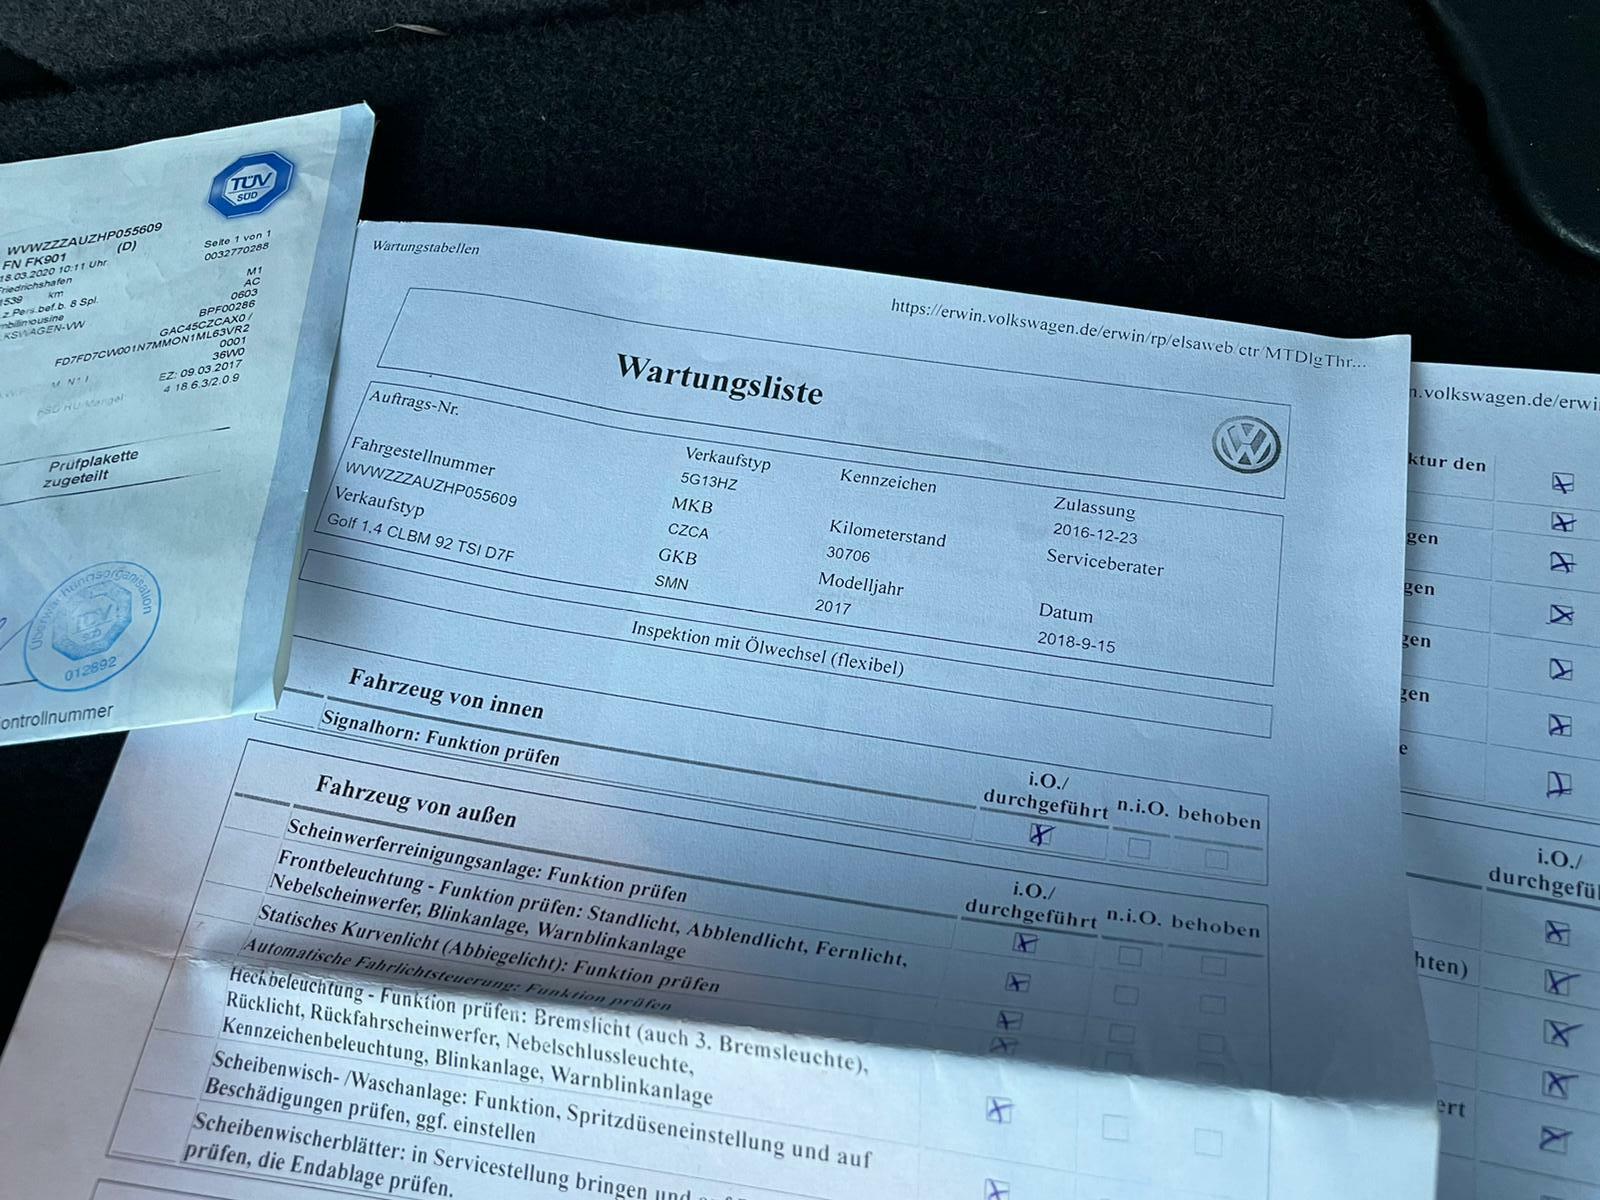 TÜV
SÜD
WVWZZZAUZHP055609
FN FK901 (D)
Seite 1 von 1
18.03.2020 10:11 Uhr
0032770288
Friedrichshafen
km
M1
z.Pers.bef.b. 8 Spl.
AC
0603
BPF00286
GAC45CZCAX0 /
FD7FD7CW001N7MMON1ML63VR2
0001
36W0
EZ: 09.03.2017
4 18.6.3/2.0.9
Prüfplakette
zugeteilt
Überwachungsorganisation
TÜV
SÜD
012892
ontrollnummer
Wartungstabellen
https://erwin.volkswagen.de/erwin/rp/elsaweb/ctr/MTDlgThr...
Wartungsliste
Auftrags-Nr.
Fahrgestellnummer
WVWZZZAUZHP055609
Verkaufstyp
Golf 1,4 CLBM 92 TSI D7F
Verkaufstyp
5G13HZ
MKB
CZCA
GKB
SMN
Kennzeichen
Kilometerstand
30706
Modelljahr
2017
Zulassung
2016-12-23
Serviceberater
Datum
2018-9-15
Inspektion mit Ölwechsel (flexibel)
Fahrzeug von innen
i.O./
durchgeführt n.i.O. behoben
Signalhorn: Funktion prüfen
Fahrzeug von außen
i.O./
durchgeführt n.i.O. behoben
Scheinwerferreinigungsanlage: Funktion prüfen
Frontbeleuchtung - Funktion prüfen: Standlicht, Abblendlicht, Fernlicht,
Nebelscheinwerfer, Blinkanlage, Warnblinkanlage
Statisches Kurvenlicht (Abbiegelicht): Funktion prüfen
Automatische Fahrlichtsteuerung: Funktion prüfen
Heckbeleuchtung - Funktion prüfen: Bremslicht (auch 3. Bremsleuchte),
Rücklicht, Rückfahrscheinwerfer, Nebelschlussleuchte,
Kennzeichenbeleuchtung, Blinkanlage, Warnblinkanlage
Scheibenwisch- /Waschanlage: Funktion, Spritzdüseneinstellung und auf
Beschädigungen prüfen, ggf. einstellen
Scheibenwischerblätter: in Servicestellung bringen und
prüfen, die Endablage prüfen.
n.volkswagen.de/erwi
ktur den
gen
gen
gen
gen
e
i.O./
durchgefü
hten)
ert